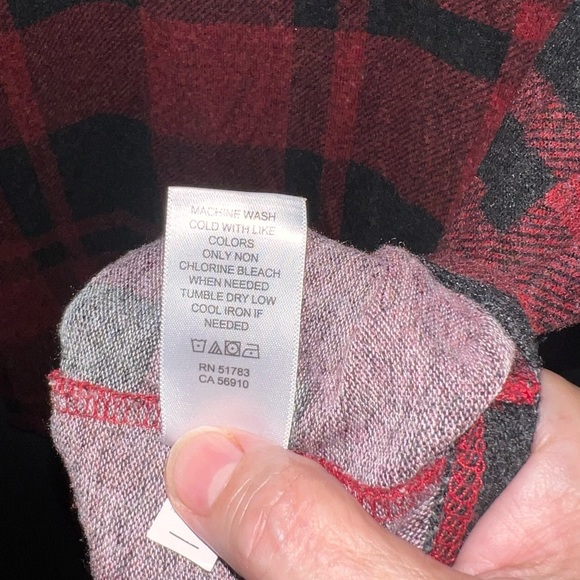 MACHINE WASH
COLD WITH LIKE
COLORS
ONLY NON
CHLORINE BLEACH
WHEN NEEDED
TUMBLE DRY LOW
COOL IRON IF
NEEDED
RN 51783
CA 56910